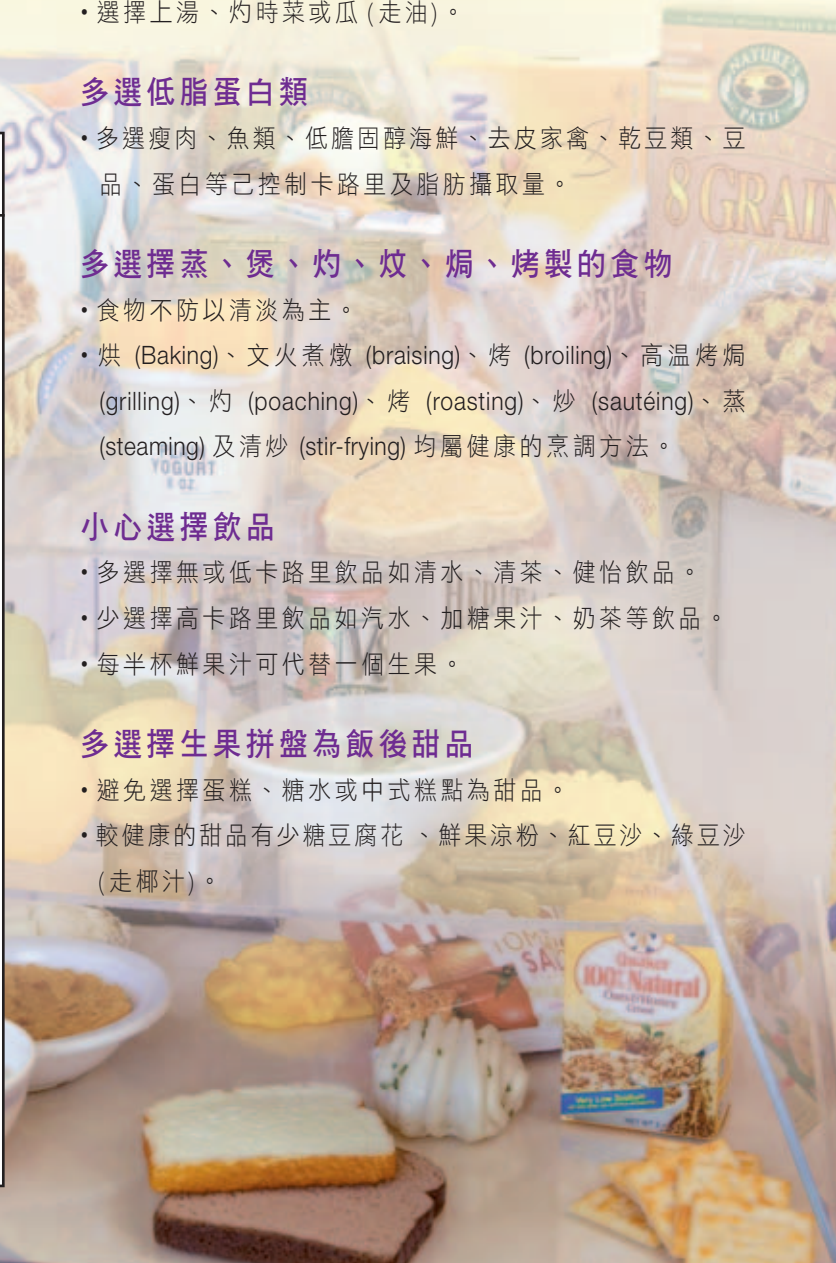 • 選擇上湯、灼時菜或瓜 (走油)。
多選低脂蛋白類
• 多選瘦肉、魚類、低膽固醇海鮮、去皮家禽、乾豆類、豆
品、蛋白等己控制卡路里及脂肪攝取量。
多選擇蒸、煲、灼、炆、焗、烤製的食物
• 食物不防以清淡為主。
• 烘 (Baking)、文火煮燉 (braising)、烤 (broiling)、高温烤焗
(grilling)、灼 (poaching)、烤 (roasting)、炒 (sautéing)、蒸
(steaming) 及清炒 (stir-frying) 均屬健康的烹調方法。
小心選擇飲品
• 多選擇無或低卡路里飲品如清水、清茶、健怡飲品。
• 少選擇高卡路里飲品如汽水、加糖果汁、奶茶等飲品。
• 每半杯鮮果汁可代替一個生果。
多選擇生果拼盤為飯後甜品
• 避免選擇蛋糕、糖水或中式糕點為甜品。
• 較健康的甜品有少糖豆腐花 、鮮果涼粉、紅豆沙、綠豆沙
(走椰汁)。
NATURE'S
PATH
8 GRAIN
YOGURT
8 OZ.
Quaker
100% Natural
Oats & Honey
Very Low Sodium